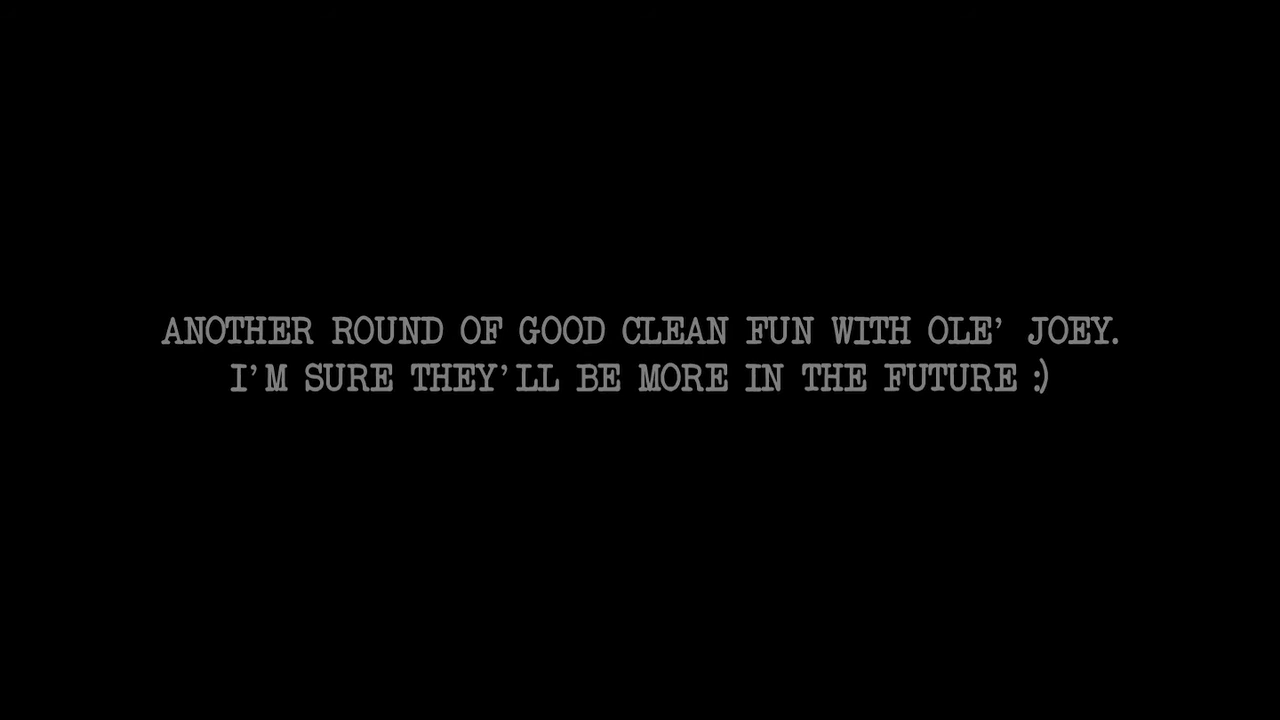 ANOTHER ROUND OF GOOD CLEAN FUN WITH OLE’ JOEY.
I’M SURE THEY’LL BE MORE IN THE FUTURE :)